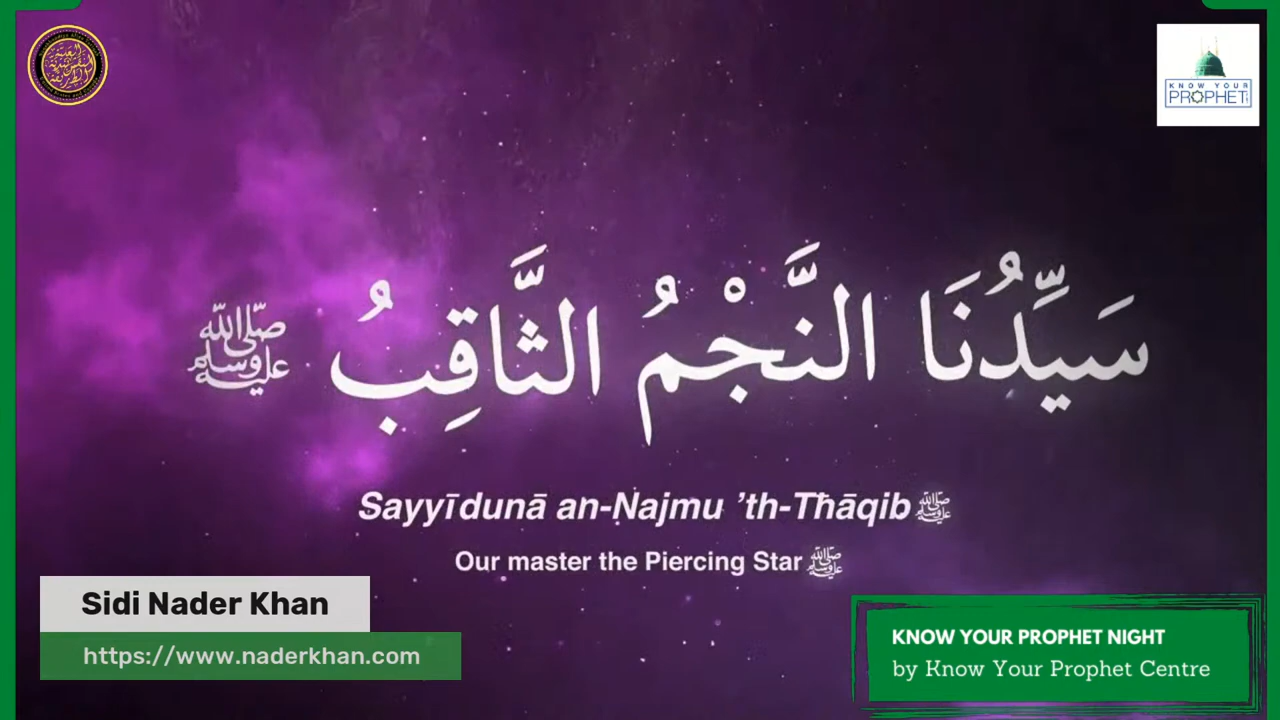 KNOW YOUR
PROPHET
سَيِّدُنَا النَّجْمُ الثَّاقِبُ ﷺ
Sayyīdunā an-Najmu ’th-Thāqib ﷺ
Our master the Piercing Star ﷺ
Sidi Nader Khan
https://www.naderkhan.com
KNOW YOUR PROPHET NIGHT
by Know Your Prophet Centre